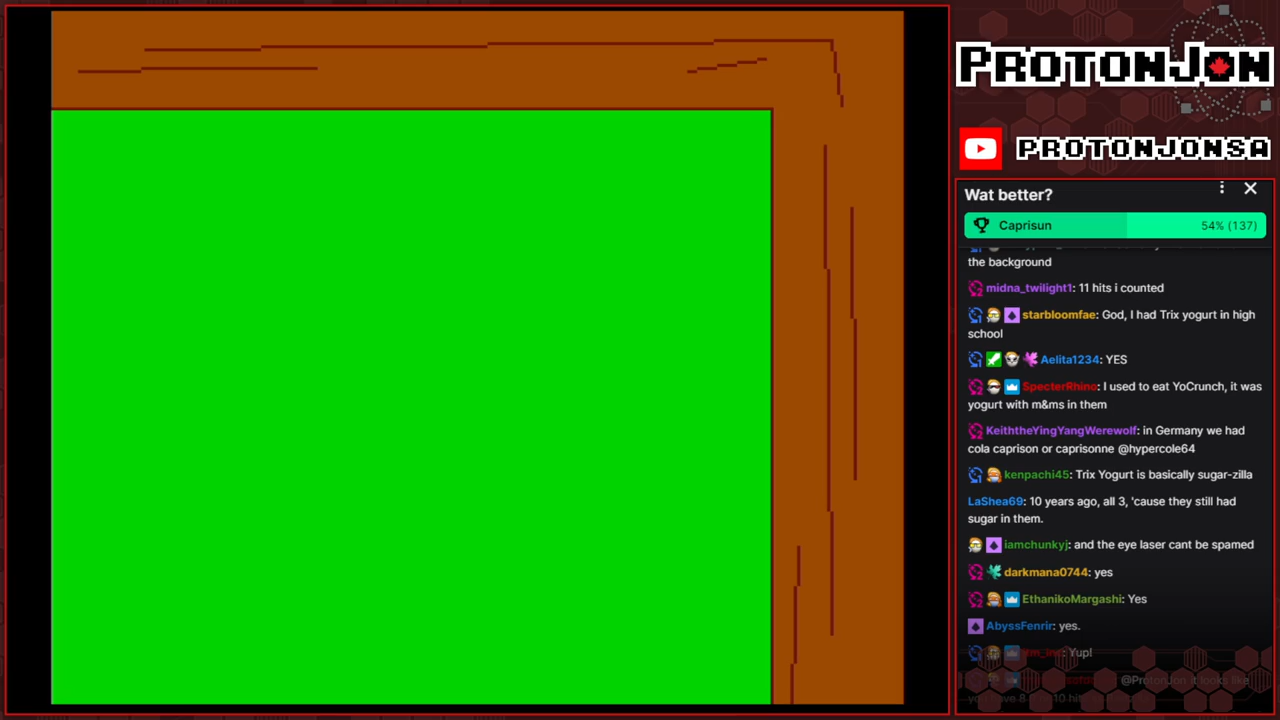 PROTONJON
PROTONJONSA
Wat better?
Caprisun 54% (137)
the background
midna_twilight1: 11 hits i counted
starbloomfae: God, I had Trix yogurt in high
school
Aelita1234: YES
SpecterRhino: I used to eat YoCrunch, it was
yogurt with m&ms in them
KeiththeYingYangWerewolf: in Germany we had
cola caprison or caprisonne @hypercole64
kenpachi45: Trix Yogurt is basically sugar-zilla
LaShea69: 10 years ago, all 3, 'cause they still had
sugar in them.
iamchunkyj: and the eye laser cant be spamed
darkmana0744: yes
EthanikoMargashi: Yes
AbyssFenrir: yes.
Yup!
@ProtonJon it looks like